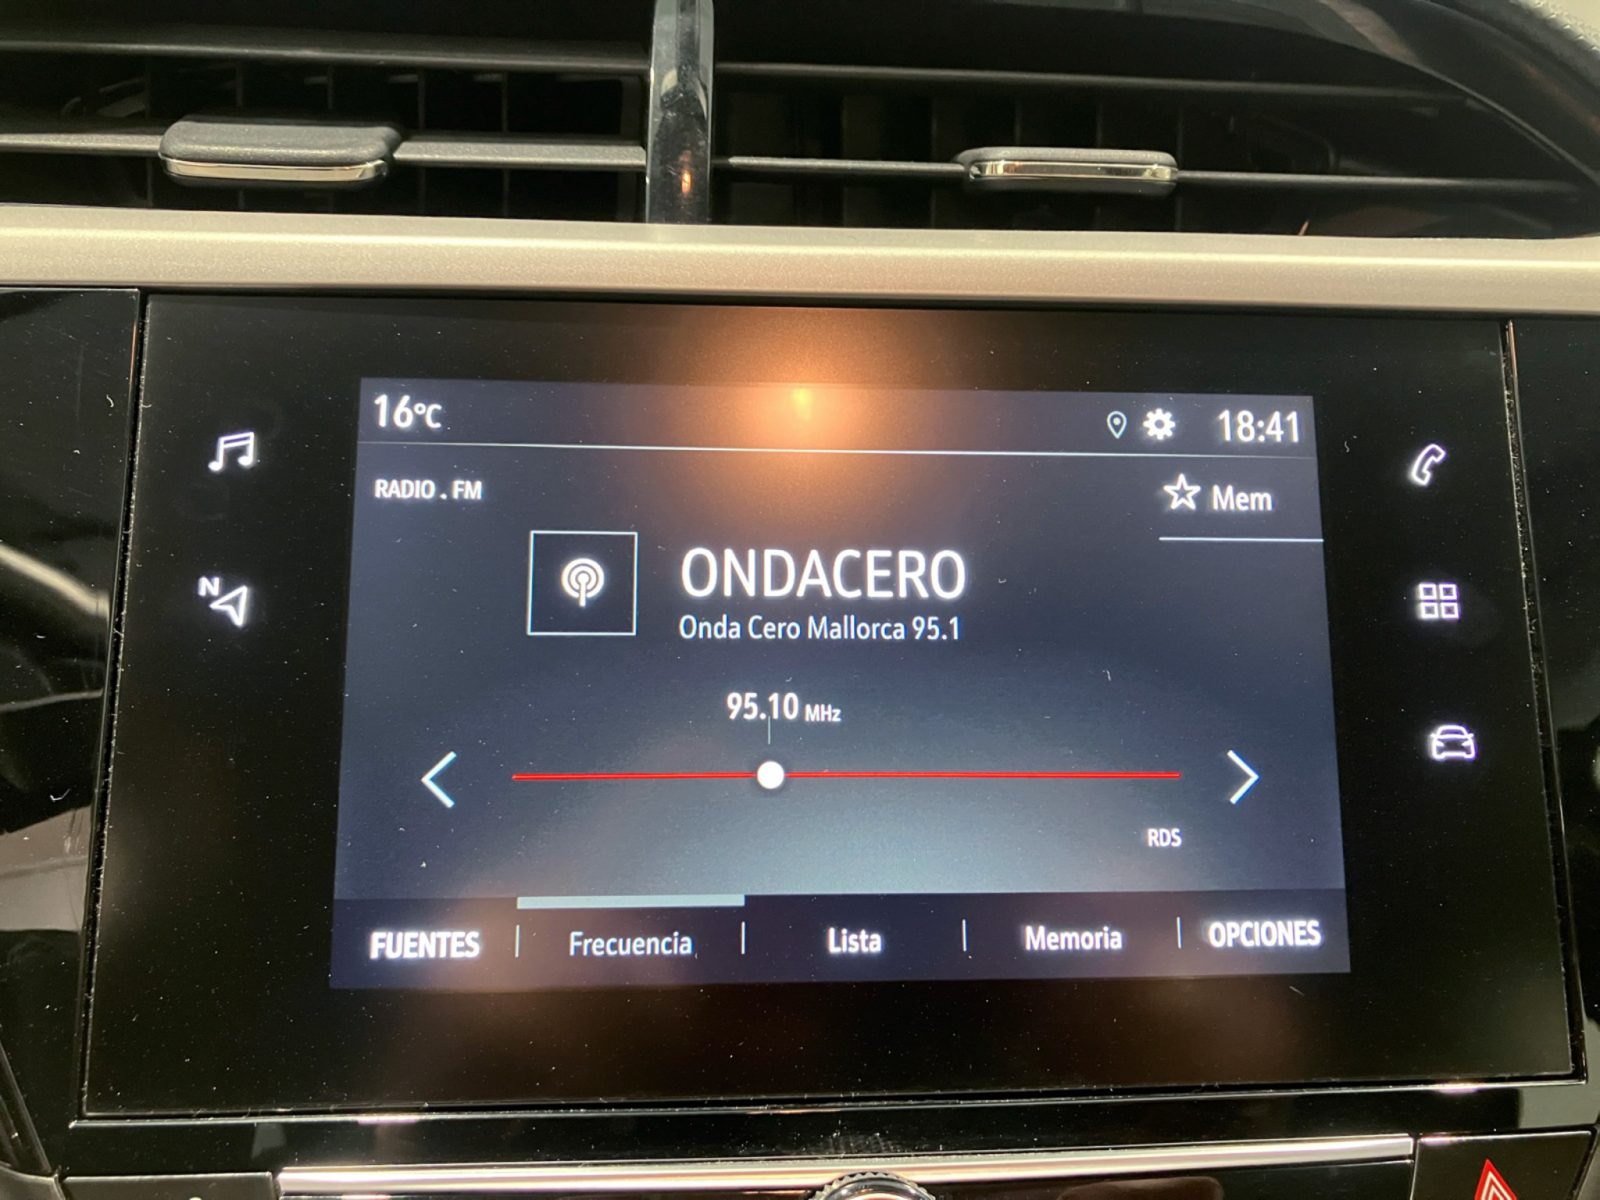 16°C
18:41
RADIO . FM
Mem
ONDACERO
Onda Cero Mallorca 95.1
95.10 MHz
RDS
N
FUENTES
Frecuencia
Lista
Memoria
OPCIONES